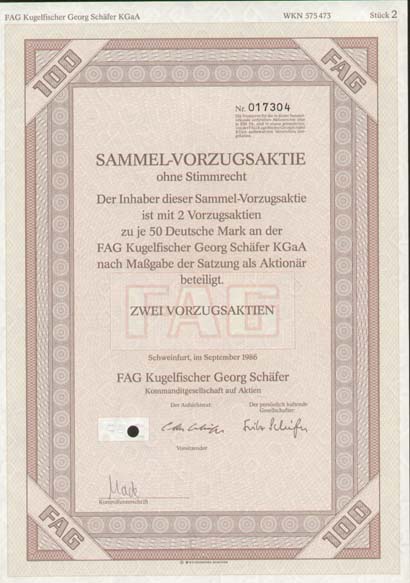 FAG Kugelfischer Georg Schäfer KGaA WKN 575473 Stück 2
100 FAG
Nr. 017304
SAMMEL-VORZUGSAKTIE
ohne Stimmrecht
Der Inhaber dieser Sammel-Vorzugsaktie
ist mit 2 Vorzugsaktien
zu je 50 Deutsche Mark an der
FAG Kugelfischer Georg Schäfer KGaA
nach Maßgabe der Satzung als Aktionär
beteiligt.
FAG
ZWEI VORZUGSAKTIEN
Schweinfurt, im September 1986
FAG Kugelfischer Georg Schäfer
Kommanditgesellschaft auf Aktien
Der Aufsichtsrat: Der persönlich haftende
Gesellschafter:
Vorsitzender
Kontrollunterschrift
FAG 100